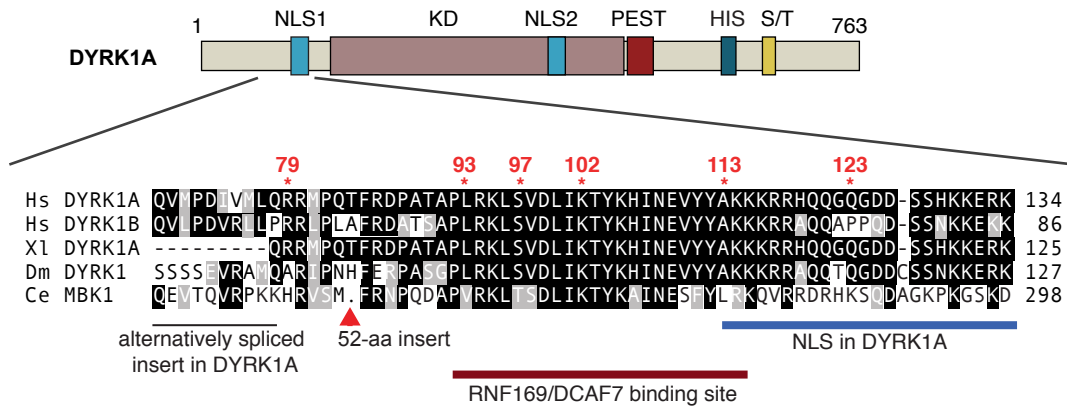 1 NLS1 KD NLS2 PEST HIS S/T 763
DYRK1A
79 93 97 102 113 123
* * * * * *
Hs DYRK1A QVMPDIVMLQRRMPQTFRDPATAPLRKLSVDLIKTYKHINEVYYAKKKRRHQQGQGDD-SSHKKERK 134
Hs DYRK1B QVLPDVRLLPRRLPLAFRDATSAPLRKLSVDLIKTYKHINEVYYAKKKRRAQQAPPQD-SSNKKEKK 86
Xl DYRK1A ---------QRRMPQTFRDPATAPLRKLSVDLIKTYKHINEVYYAKKKRRHQQGQGDD-SSHKKERK 125
Dm DYRK1 SSSSEVRAMQARIPNHFERPASGPLRKLSVDLIKTYKHINEVYYAKKKRRAQQTQGDDCSSNKKERK 127
Ce MBK1 QEVTQVRPKKHRVSM.FRNPQDAPVRKLTSDLIKTYKAINESFYLRKQVRRDRHKSQDAGKPKGSKD 298
alternatively spliced
insert in DYRK1A
52-aa insert
NLS in DYRK1A
RNF169/DCAF7 binding site